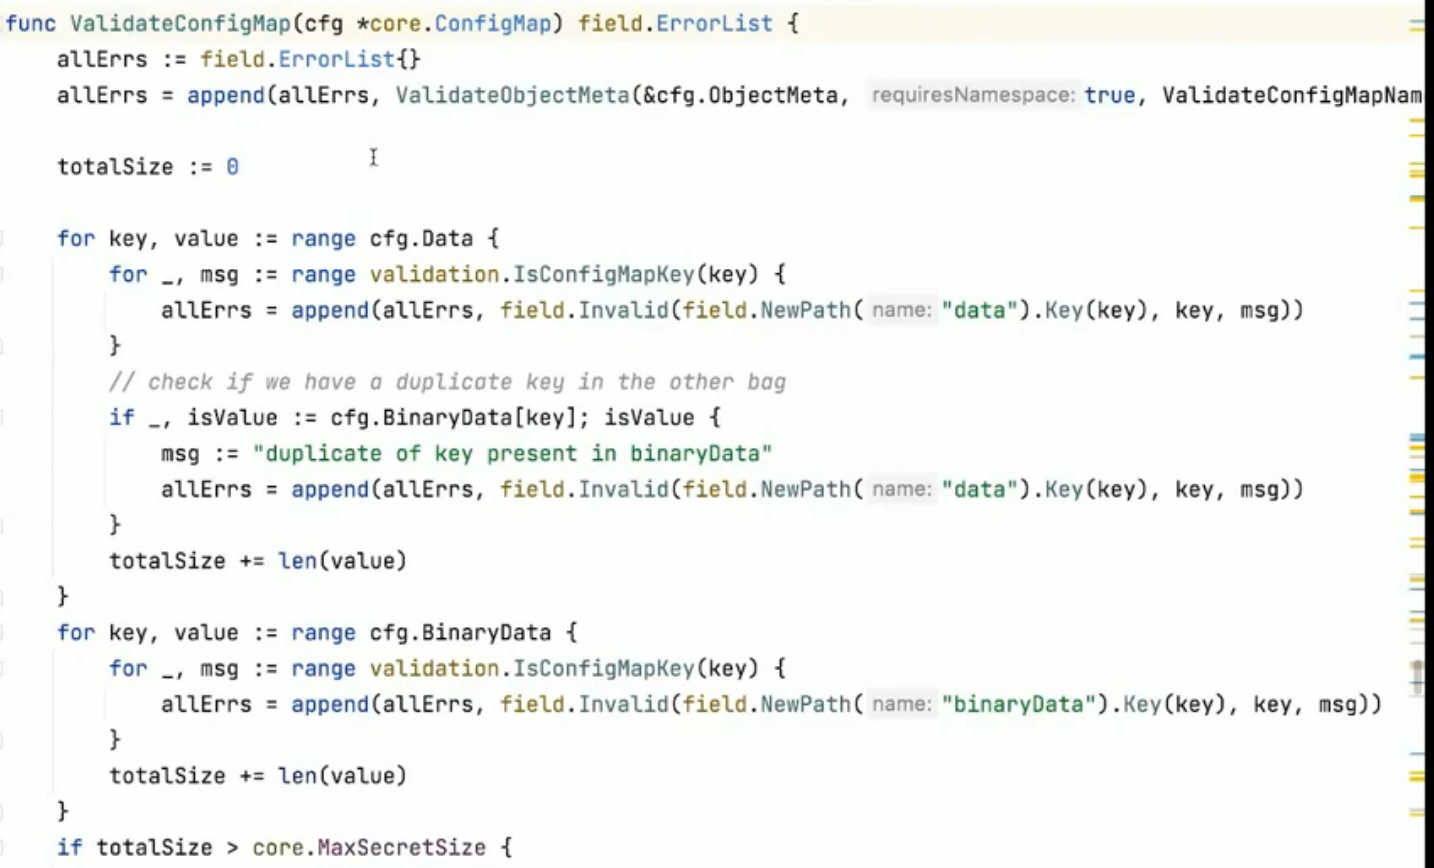 func ValidateConfigMap(cfg *core.ConfigMap) field.ErrorList {
    allErrs := field.ErrorList{}
    allErrs = append(allErrs, ValidateObjectMeta(&cfg.ObjectMeta, requiresNamespace: true, ValidateConfigMapNam

    totalSize := 0

    for key, value := range cfg.Data {
        for _, msg := range validation.IsConfigMapKey(key) {
            allErrs = append(allErrs, field.Invalid(field.NewPath( name: "data").Key(key), key, msg))
        }
        // check if we have a duplicate key in the other bag
        if _, isValue := cfg.BinaryData[key]; isValue {
            msg := "duplicate of key present in binaryData"
            allErrs = append(allErrs, field.Invalid(field.NewPath( name: "data").Key(key), key, msg))
        }
        totalSize += len(value)
    }
    for key, value := range cfg.BinaryData {
        for _, msg := range validation.IsConfigMapKey(key) {
            allErrs = append(allErrs, field.Invalid(field.NewPath( name: "binaryData").Key(key), key, msg))
        }
        totalSize += len(value)
    }
    if totalSize > core.MaxSecretSize {